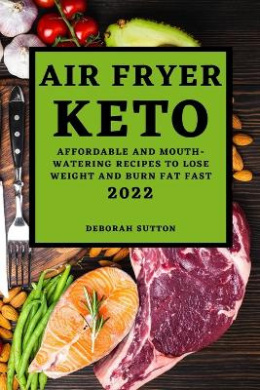 AIR FRYER
KETO
AFFORDABLE AND MOUTH-
WATERING RECIPES TO LOSE
WEIGHT AND BURN FAT FAST
2022
DEBORAH SUTTON